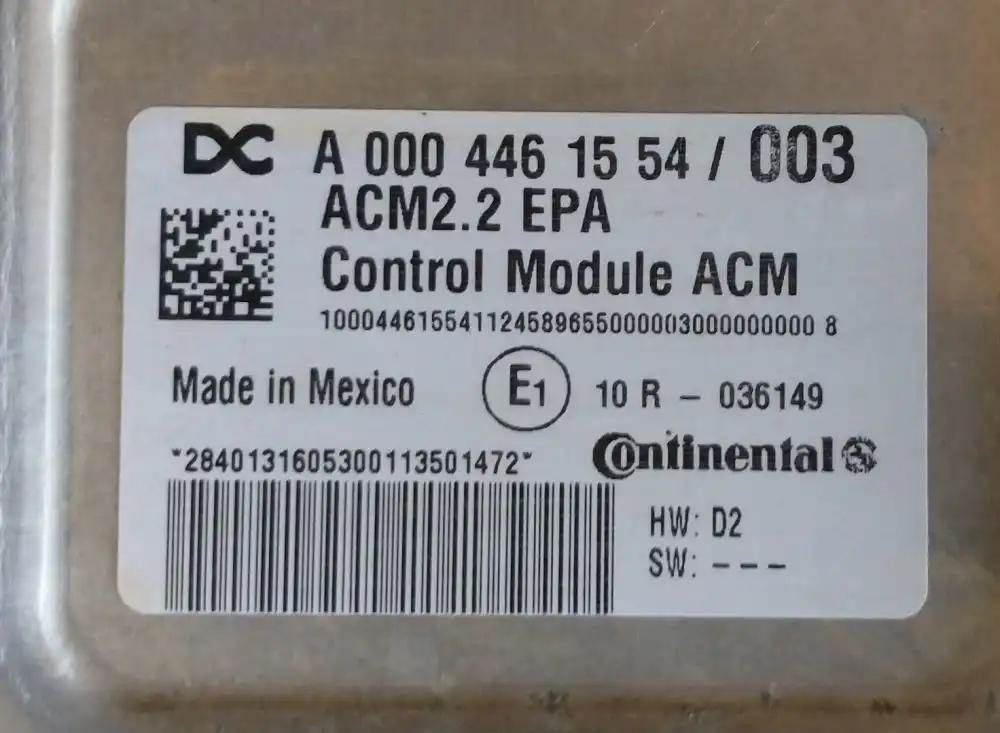 DC A 000 446 15 54 / 003
ACM2.2 EPA
Control Module ACM
100044615541124589655000003000000000 8
Made in Mexico E1 10 R - 036149
*2840131605300113501472* Continental
HW: D2
SW: ---